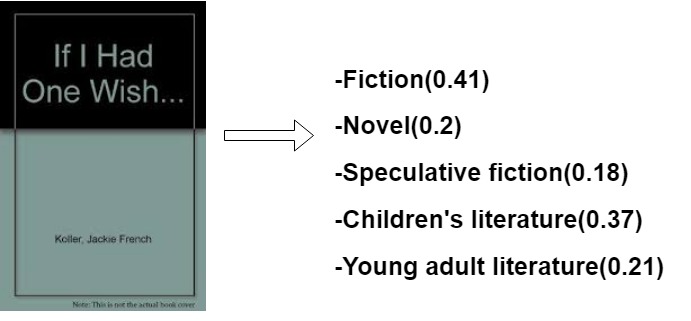 If I Had
One Wish...
Koller, Jackie French
Note: This is not the actual book cover
-Fiction(0.41)
-Novel(0.2)
-Speculative fiction(0.18)
-Children's literature(0.37)
-Young adult literature(0.21)